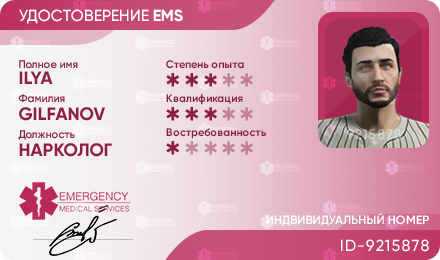 УДОСТОВЕРЕНИЕ EMS
Полное имя
ILYA
Фамилия
GILFANOV
Должность
НАРКОЛОГ
Степень опыта
Квалификация
Востребованность
EMERGENCY
MEDICAL SERVICES
ИНДИВИДУАЛЬНЫЙ НОМЕР
ID-9215878